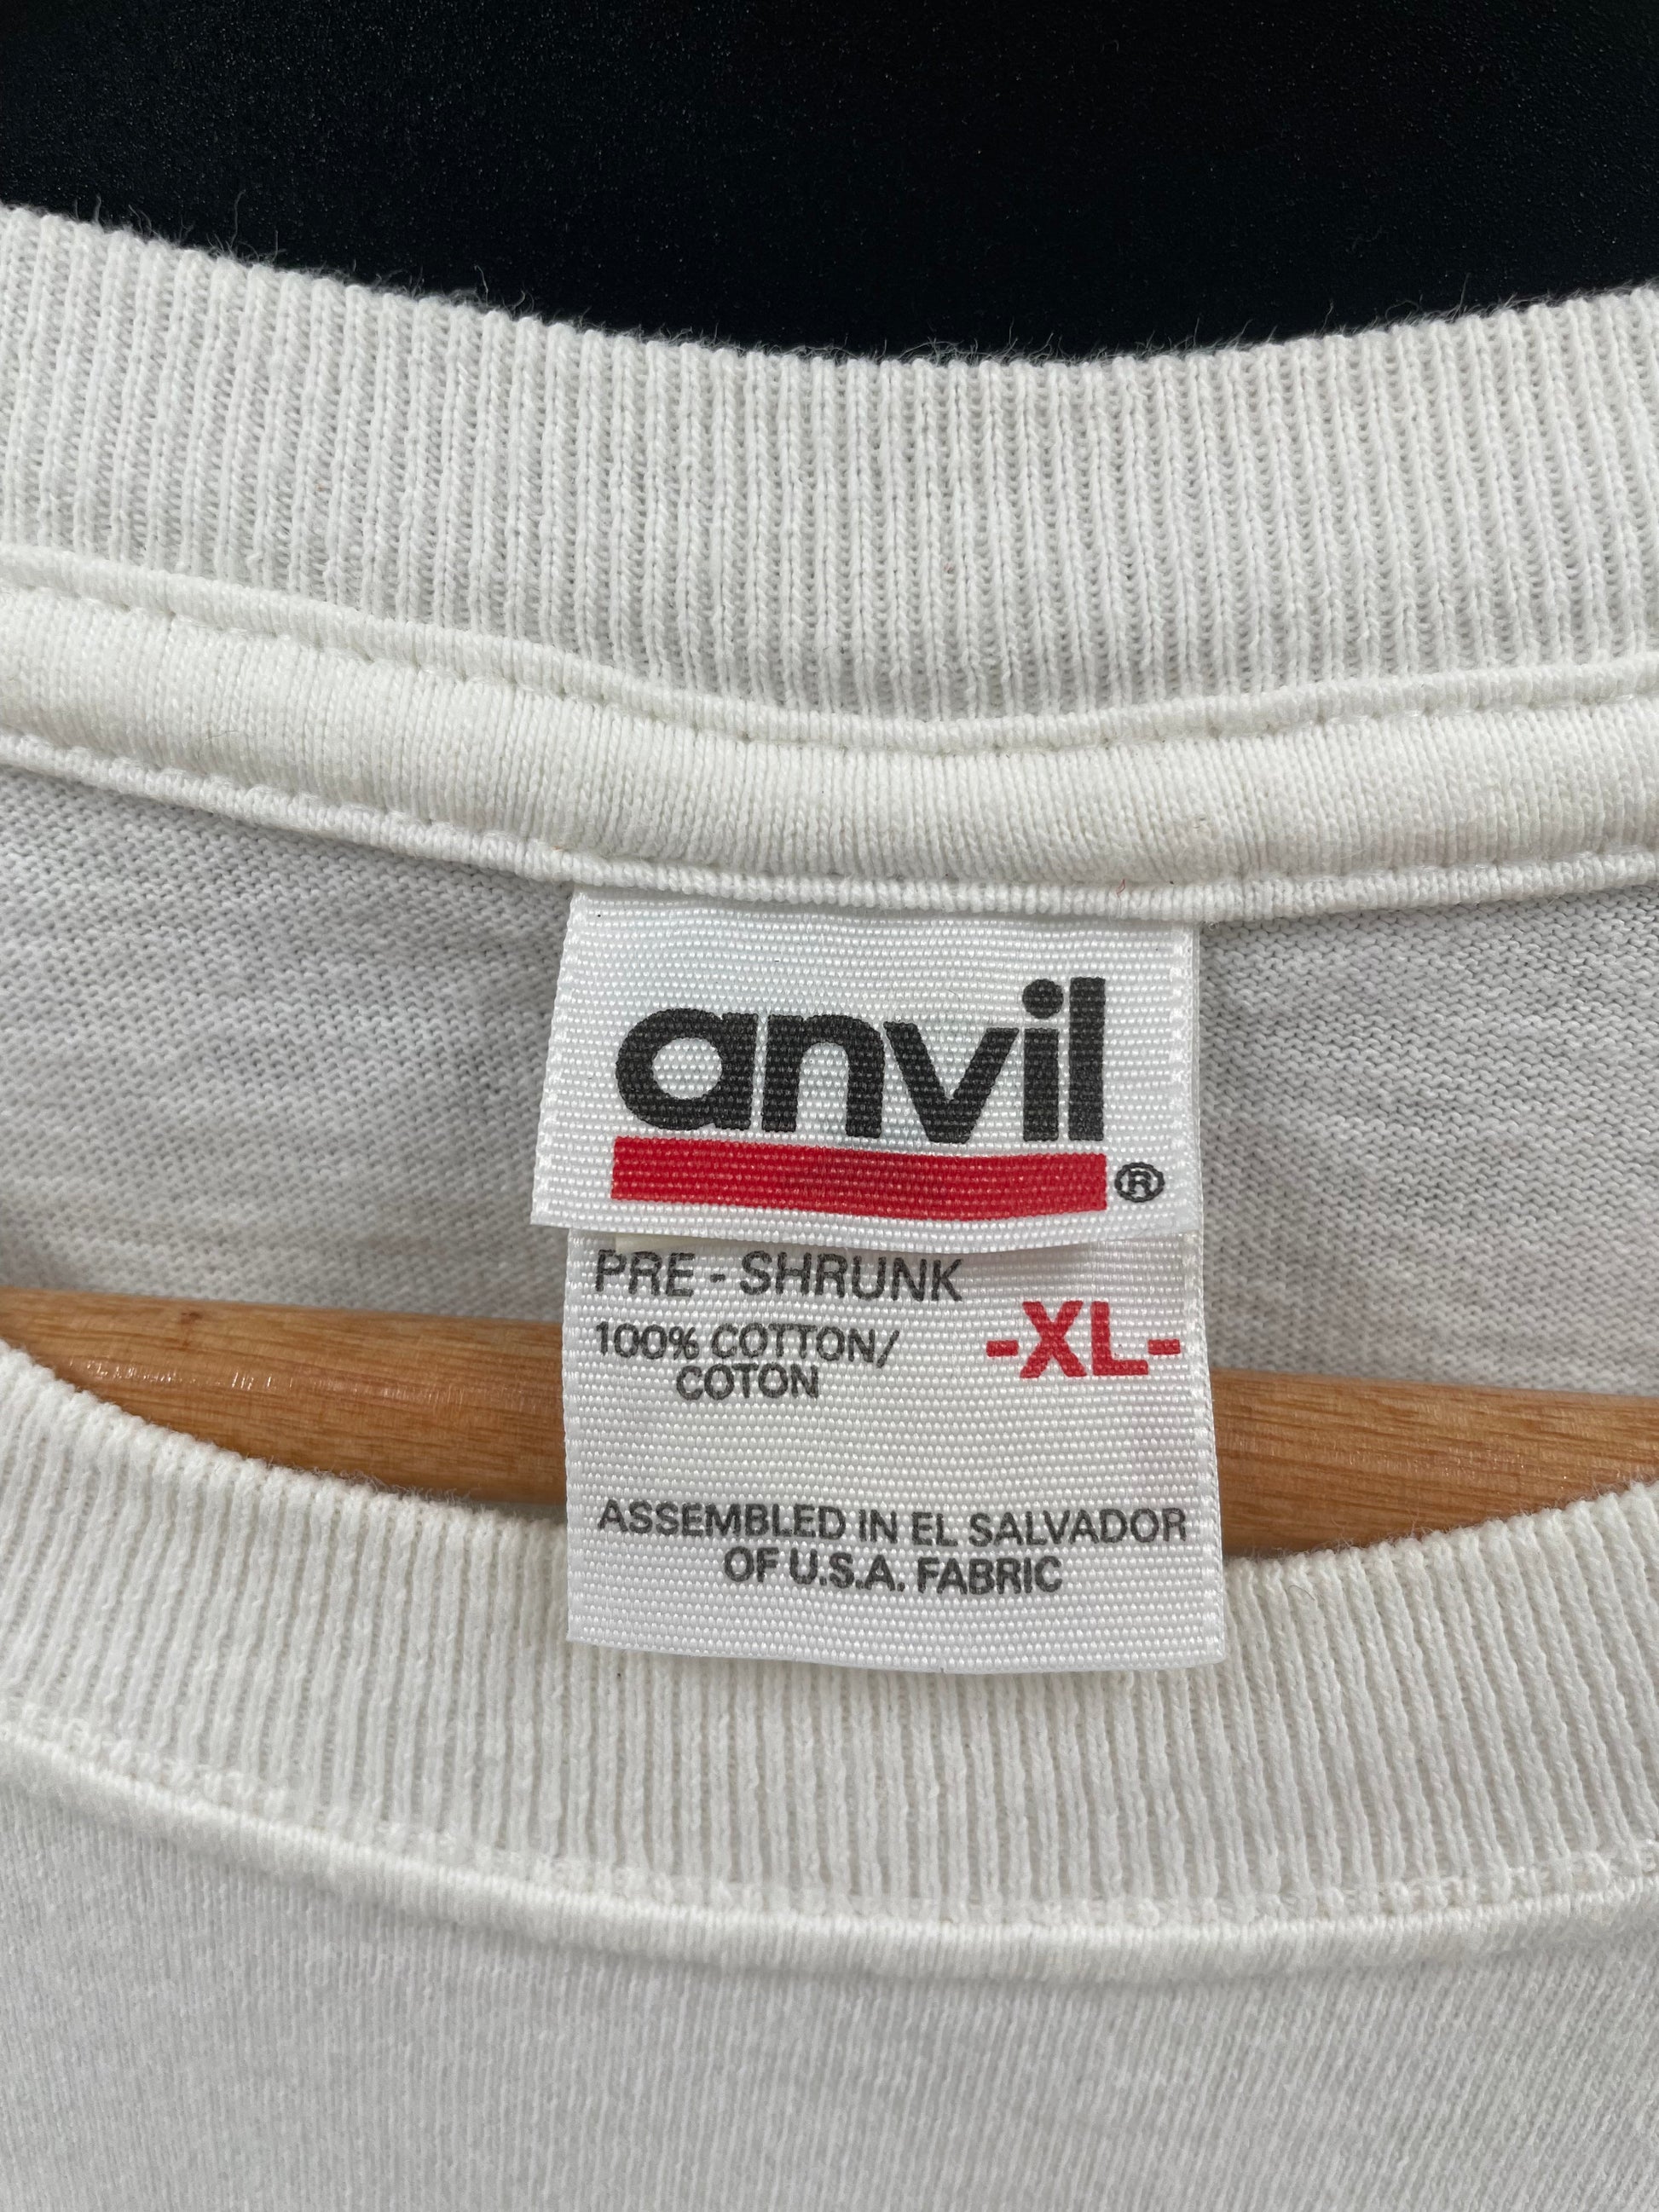 anvil®
PRE - SHRUNK
-XL-
100% COTTON/
COTON
ASSEMBLED IN EL SALVADOR
OF U.S.A. FABRIC